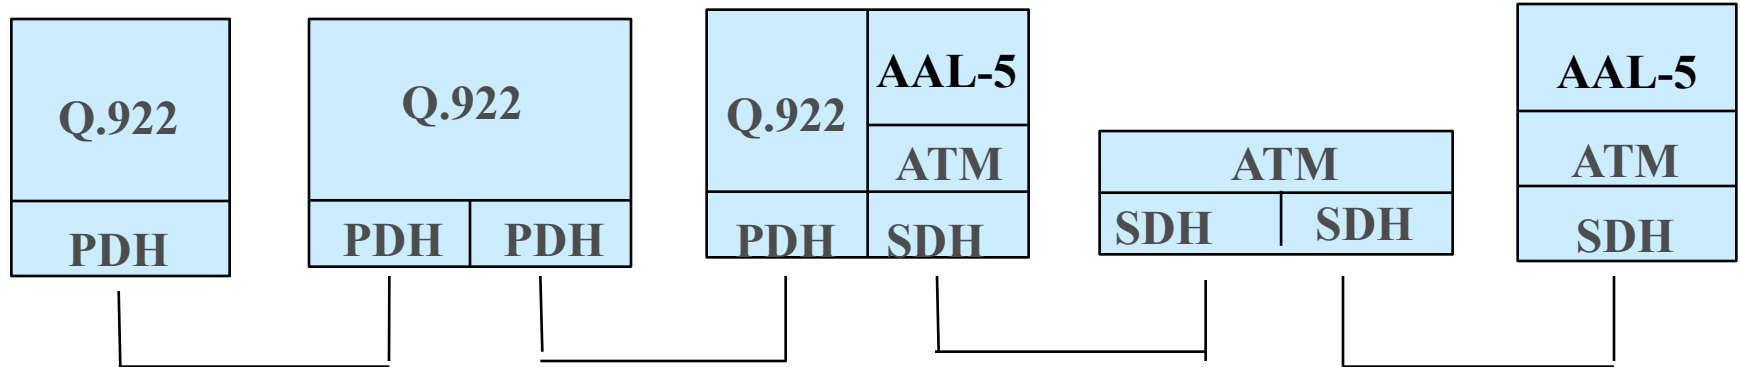 Q.922
PDH
Q.922
PDH PDH
Q.922
AAL-5
ATM
PDH SDH
ATM
SDH SDH
AAL-5
ATM
SDH